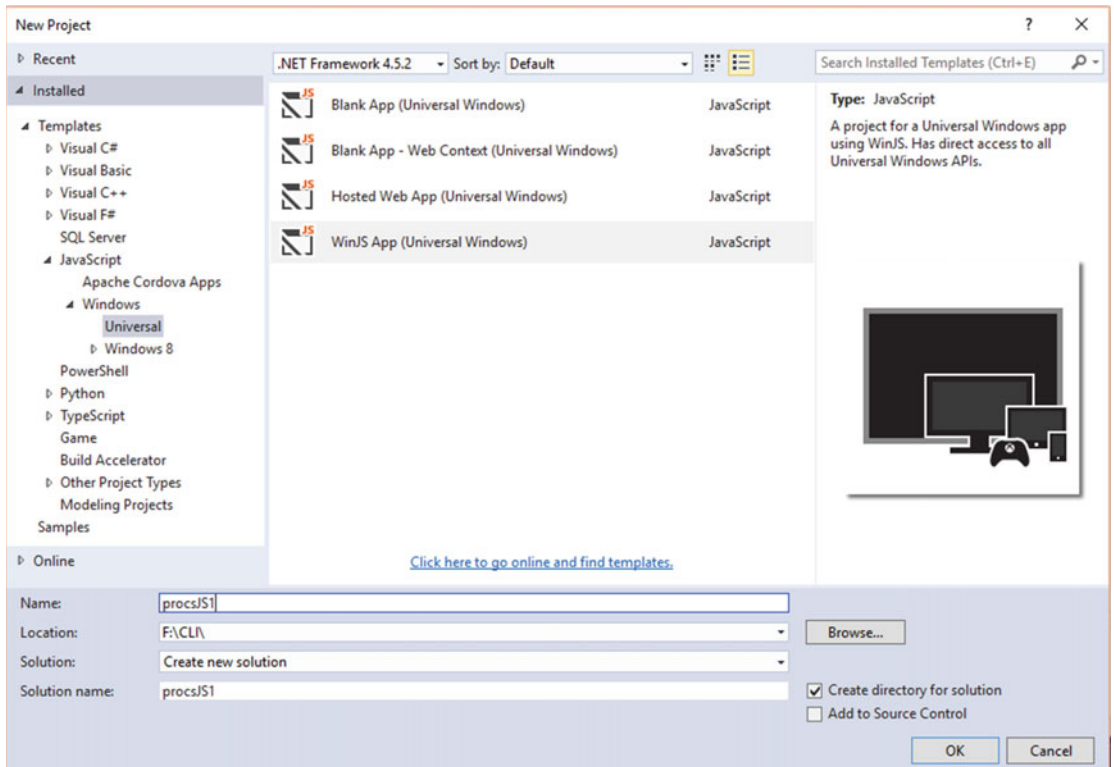 New Project
?
Recent
Installed
Templates
Visual C#
Visual Basic
Visual C++
Visual F#
SQL Server
JavaScript
Apache Cordova Apps
Windows
Universal
Windows 8
PowerShell
Python
TypeScript
Game
Build Accelerator
Other Project Types
Modeling Projects
Samples
Online
.NET Framework 4.5.2 Sort by: Default
JS Blank App (Universal Windows) JavaScript
JS Blank App - Web Context (Universal Windows) JavaScript
JS Hosted Web App (Universal Windows) JavaScript
JS WinJS App (Universal Windows) JavaScript
Click here to go online and find templates.
Search Installed Templates (Ctrl+E)
Type: JavaScript
A project for a Universal Windows app
using WinJS. Has direct access to all
Universal Windows APIs.
Name: procsJS1
Location: F:\CLI\ Browse...
Solution: Create new solution
Solution name: procsJS1
Create directory for solution
Add to Source Control
OK Cancel